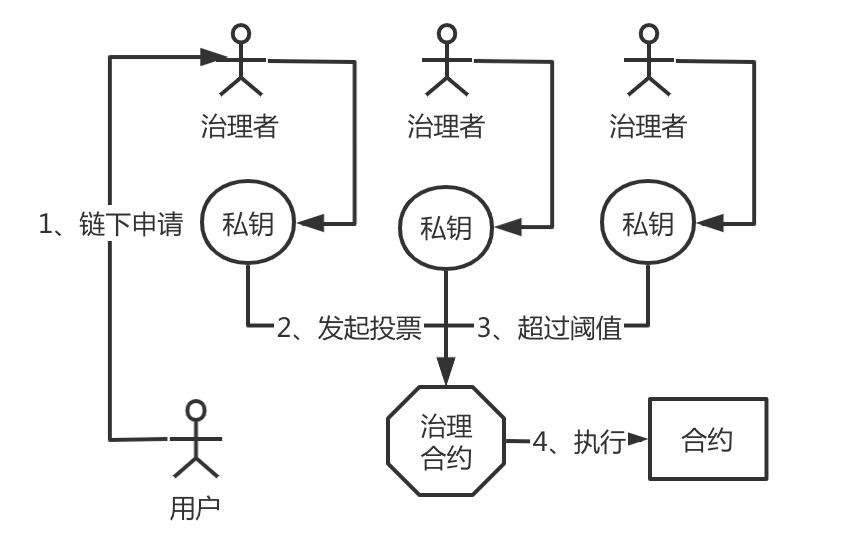 治理者
治理者
治理者
1、链下申请
私钥
私钥
私钥
2、发起投票
3、超过阈值
治理
合约
4、执行
合约
用户